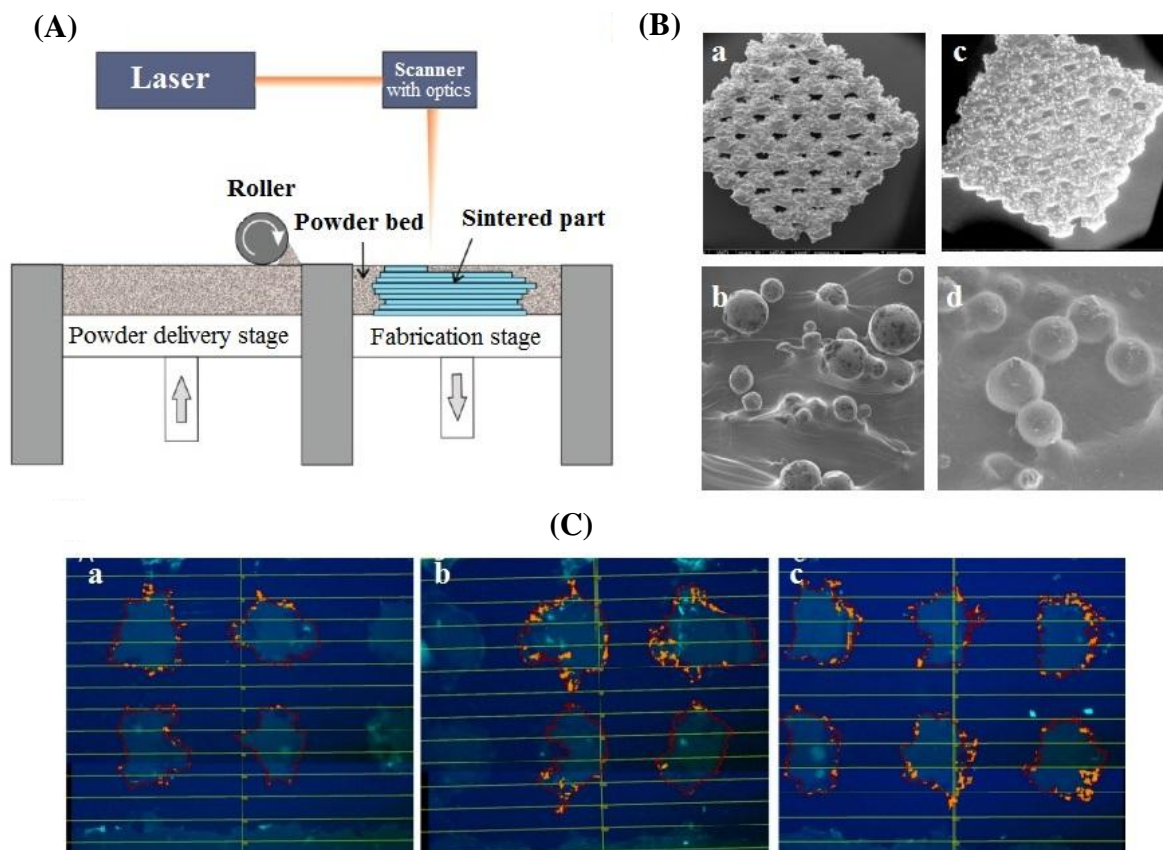 (A)
Laser
Scanner
with optics
Roller
Powder bed
Sintered part
Powder delivery stage
Fabrication stage
(B)
a
c
b
d
(C)
a
b
c